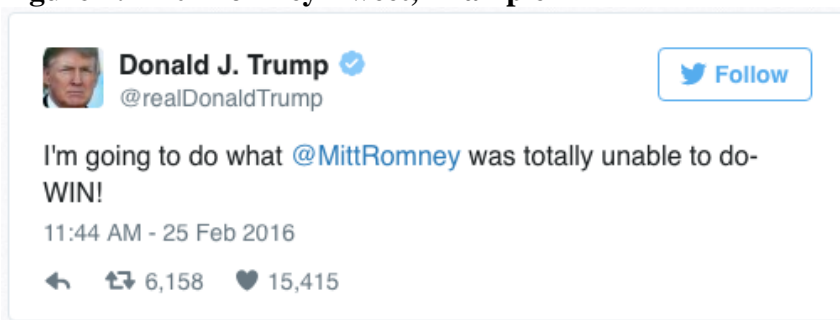 Donald J. Trump
Follow
@realDonaldTrump
I'm going to do what @MittRomney was totally unable to do-
WIN!
11:44 AM - 25 Feb 2016
6,158 15,415